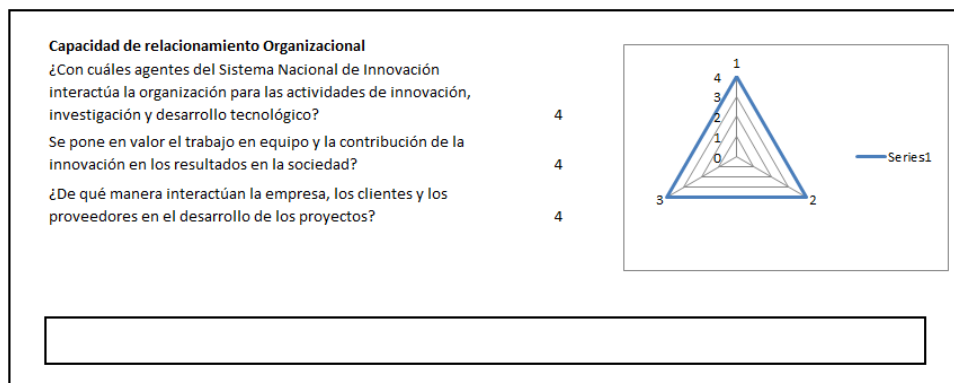 Capacidad de relacionamiento Organizacional
¿Con cuáles agentes del Sistema Nacional de Innovación
interactúa la organización para las actividades de innovación,
investigación y desarrollo tecnológico? 4
Se pone en valor el trabajo en equipo y la contribución de la
innovación en los resultados en la sociedad? 4
¿De qué manera interactúan la empresa, los clientes y los
proveedores en el desarrollo de los proyectos? 4
1
4
3
2
1
0
Series1
3
2